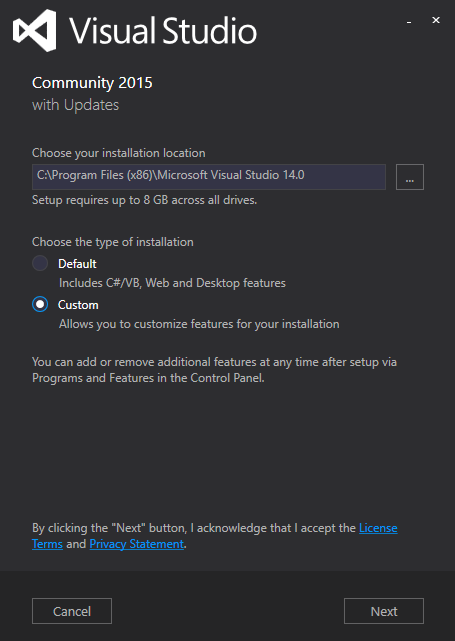 Visual Studio
Community 2015
with Updates
Choose your installation location
C:\Program Files (x86)\Microsoft Visual Studio 14.0
...
Setup requires up to 8 GB across all drives.
Choose the type of installation
Default
Includes C#/VB, Web and Desktop features
Custom
Allows you to customize features for your installation
You can add or remove additional features at any time after setup via
Programs and Features in the Control Panel.
By clicking the "Next" button, I acknowledge that I accept the License
Terms and Privacy Statement.
Cancel
Next